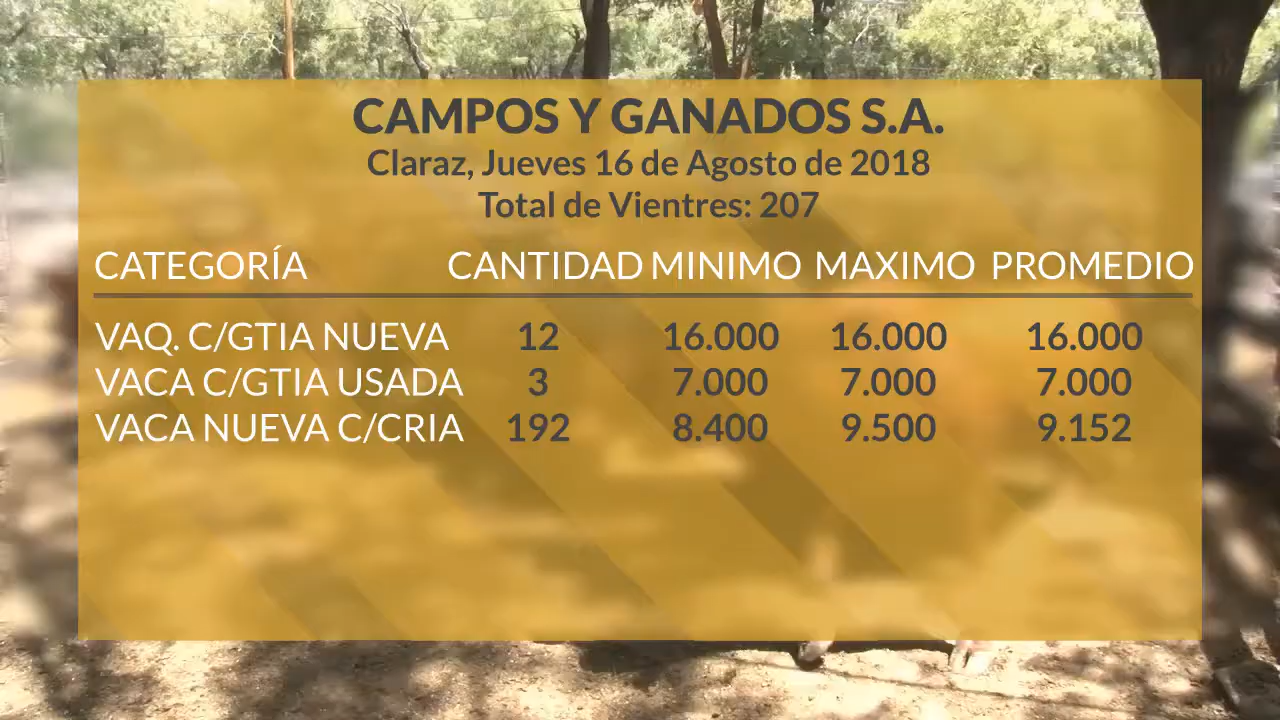 CAMPOS Y GANADOS S.A.
Claraz, Jueves 16 de Agosto de 2018
Total de Vientres: 207
CATEGORÍA CANTIDAD MINIMO MAXIMO PROMEDIO
VAQ. C/GTIA NUEVA 12 16.000 16.000 16.000
VACA C/GTIA USADA 3 7.000 7.000 7.000
VACA NUEVA C/CRIA 192 8.400 9.500 9.152